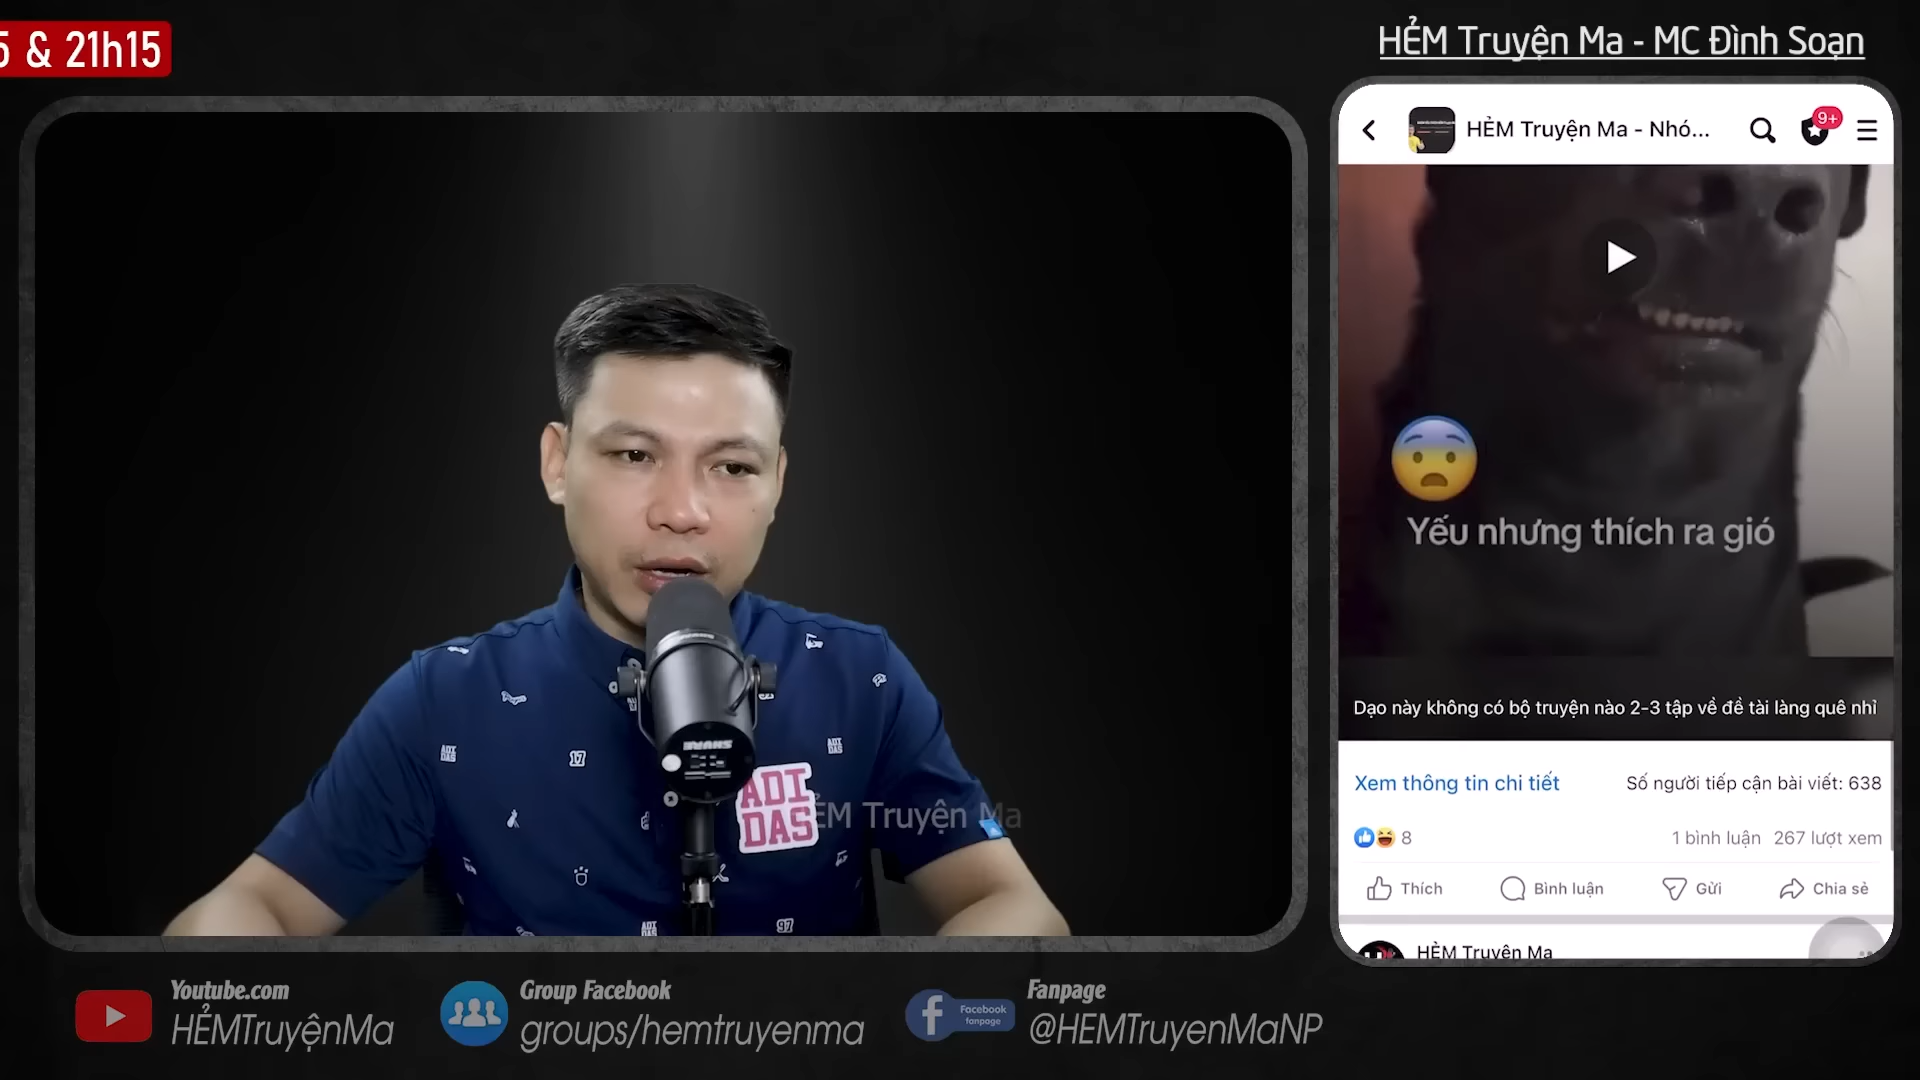 5 & 21h15
HẺM Truyện Ma - MC Đình Soạn
HẺM Truyện Ma - Nhó...
9+
Yếu nhưng thích ra gió
Dạo này không có bộ truyện nào 2-3 tập về đề tài làng quê nhỉ
Xem thông tin chi tiết
Số người tiếp cận bài viết: 638
8
1 bình luận 267 lượt xem
Thích
Bình luận
Gửi
Chia sẻ
HẺM Truyện Ma
17
ADI
DAS
ẺM Truyện Ma
97
Youtube.com
HẺMTruyệnMa
Group Facebook
groups/hemtruyenma
Facebook
fanpage
Fanpage
@HEMTruyenMaNP